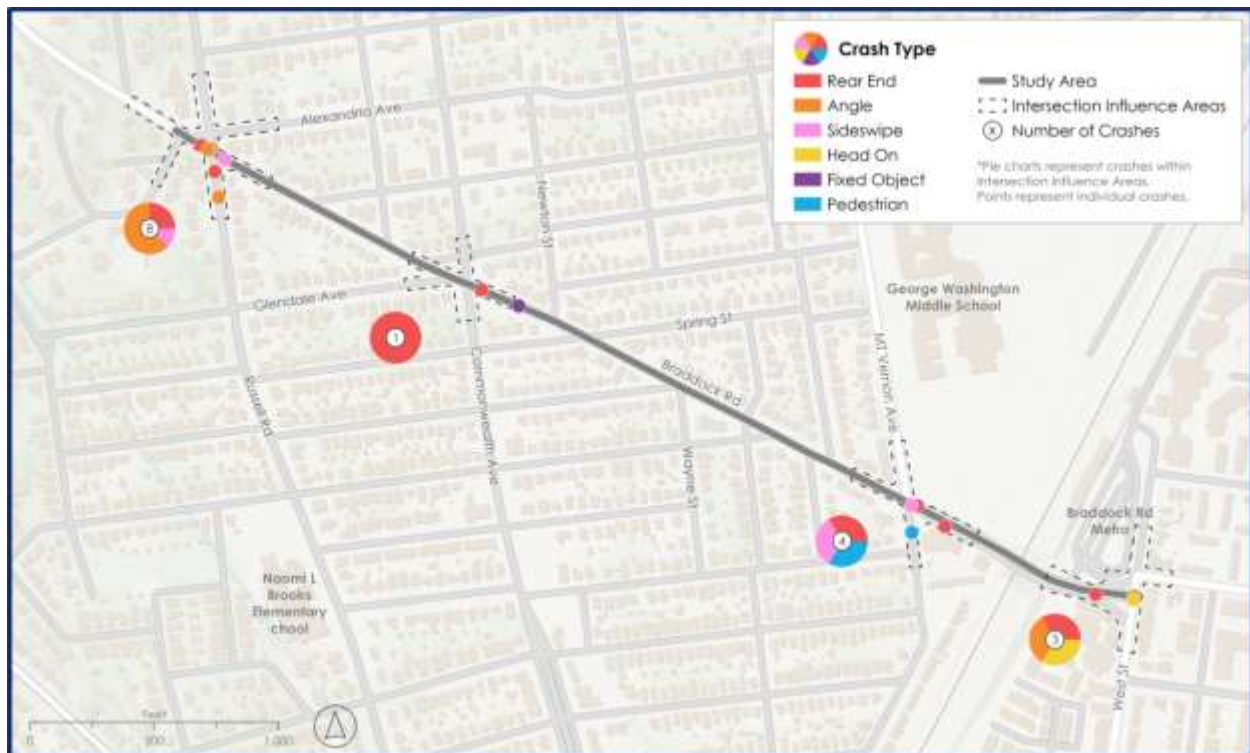 Crash Type
Rear End
Angle
Sideswipe
Head On
Fixed Object
Pedestrian
Study Area
Intersection Influence Areas
x Number of Crashes
*Pie charts represent crashes within
Intersection Influence Areas.
Points represent individual crashes.
Alexandria Ave
Newton St
8
Glendale Ave
George Washington
Middle School
1
Spring St
Mt Vernon Ave
Russell Rd
Commonwealth Ave
Braddock Rd
Wayne St
Braddock Rd
Metro
4
Naomi L
Brooks
Elementary
chool
3
West St
Feet
0
500
1,000